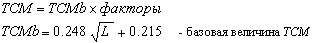 TCM = TCMb × факторы
TCMb = 0.248 √L + 0.215 - базовая величина TCM